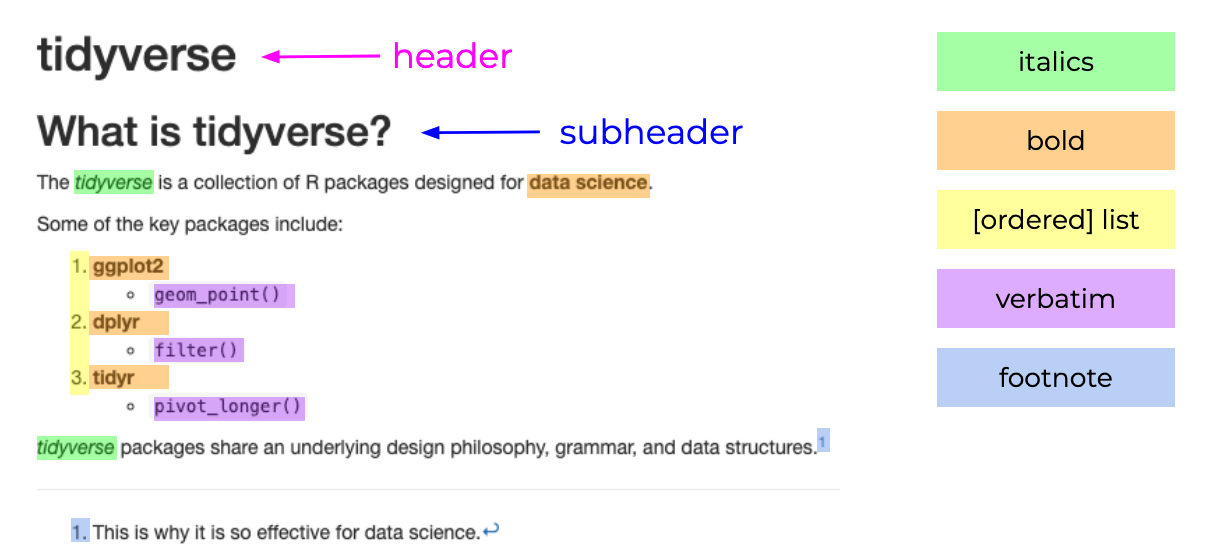 tidyverse
header
What is tidyverse?
subheader
The tidyverse is a collection of R packages designed for data science.
Some of the key packages include:
1. ggplot2
geom_point()
2. dplyr
filter()
3. tidyr
pivot_longer()
tidyverse packages share an underlying design philosophy, grammar, and data structures.1
1. This is why it is so effective for data science.↩
italics
bold
[ordered] list
verbatim
footnote